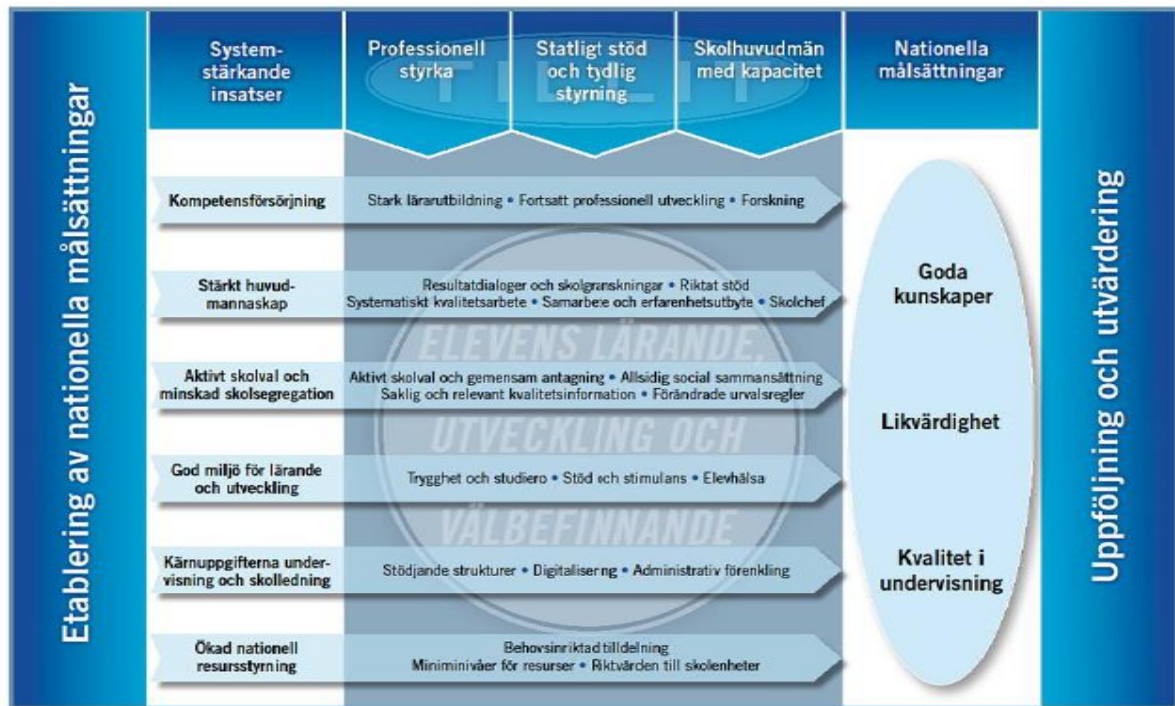 Etablering av nationella målsättningar
System-
stärkande
insatser
Professionell
styrka
Statligt stöd
och tydlig
styrning
Skolhuvudmän
med kapacitet
Nationella
målsättningar
TILLIT
Kompetensförsörjning
Stark lärarutbildning • Fortsatt professionell utveckling • Forskning
Stärkt huvud-
mannaskap
Resultatdialoger och skolgranskningar • Riktat stöd
Systematiskt kvalitetsarbete • Samarbete och erfarenhetsutbyte • Skolchef
Aktivt skolval och
minskad skolsegregation
Aktivt skolval och gemensam antagning • Allsidig social sammansättning
Saklig och relevant kvalitetsinformation • Förändrade urvalsregler
God miljö för lärande
och utveckling
Trygghet och studiero • Stöd och stimulans • Elevhälsa
Kärnuppgifterna under-
visning och skolledning
Stödjande strukturer • Digitalisering • Administrativ förenkling
Ökad nationell
resursstyrning
Behovsinriktad tilldelning
Miniminivåer för resurser • Riktvärden till skolenheter
ELEVENS LÄRANDE,
UTVECKLING OCH
VÄLBEFINNANDE
Goda
kunskaper
Likvärdighet
Kvalitet i
undervisning
Uppföljning och utvärdering